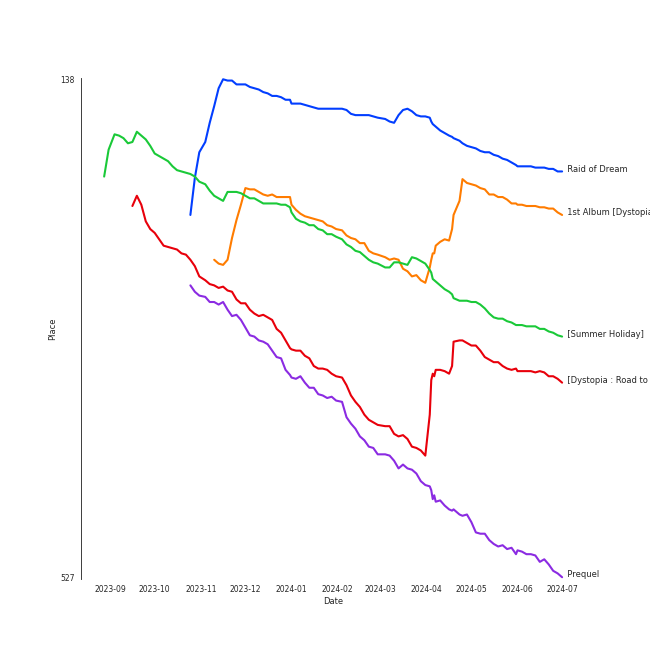 138
Place
527
Raid of Dream
1st Album [Dystopia
[Summer Holiday]
[Dystopia : Road to
Prequel
2023-09 2023-10 2023-11 2023-12 2024-01 2024-02 2024-03 2024-04 2024-05 2024-06 2024-07
Date